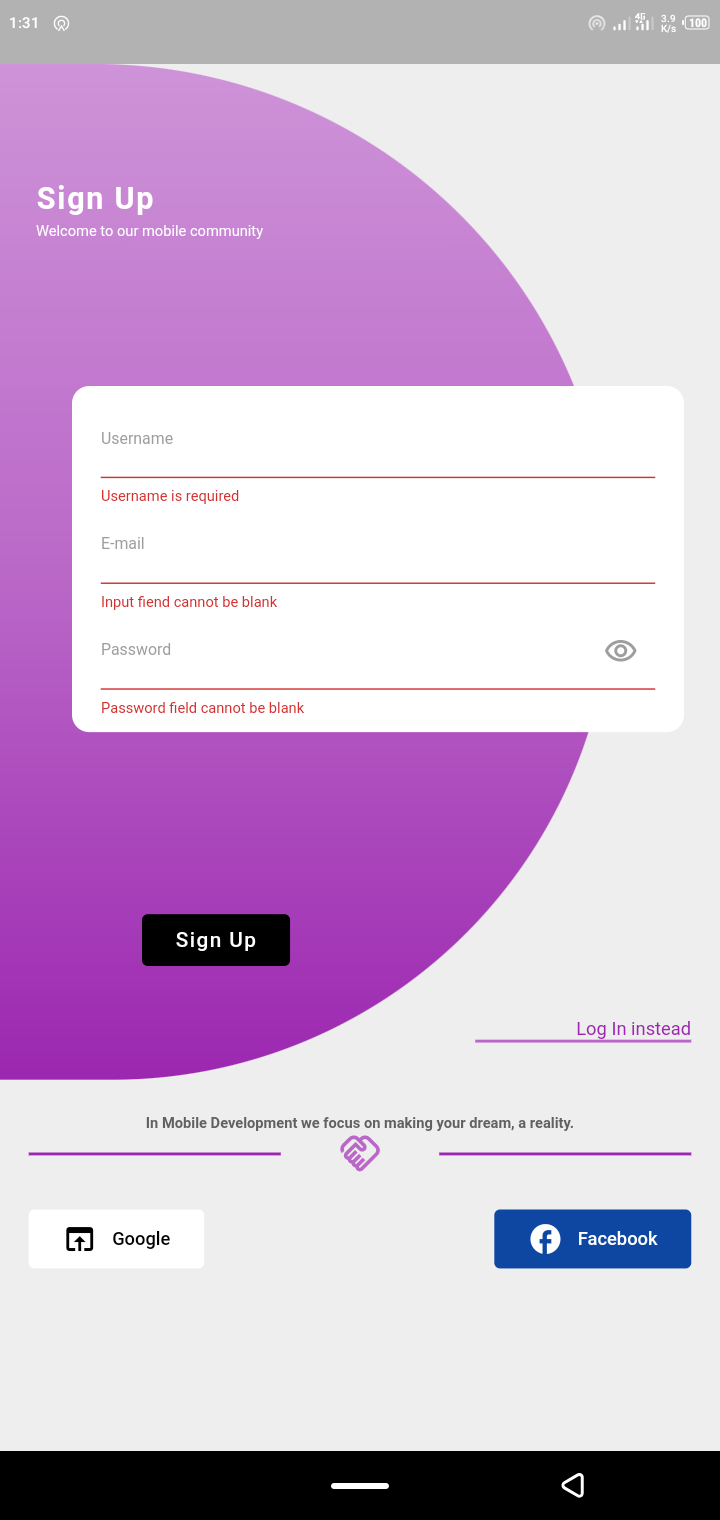 1:31
4G
3.9
K/s
100
Sign Up
Welcome to our mobile community
Username
Username is required
E-mail
Input fiend cannot be blank
Password
Password field cannot be blank
Sign Up
Log In instead
In Mobile Development we focus on making your dream, a reality.
Google
Facebook